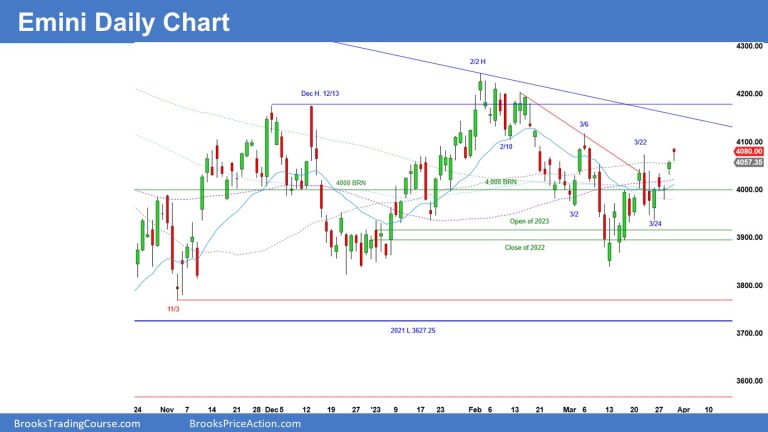 Emini Daily Chart
4300.00
2/2 H
Dec H. 12/13
4200.00
3/6
2/10
3/22
4100.00
4080.00
4057.35
4000 BRN
4,000 BRN
4000.00
3/2
Open of 2023
3/24
Close of 2022
3900.00
3800.00
11/3
2021 L 3627.25
3700.00
3600.00
24 Nov 7 14 21 28 Dec 5 12 19 '23 9 17 23 Feb 6 13 21 Mar 6 13 20 27 Apr 10
BrooksTradingCourse.com BrooksPriceAction.com